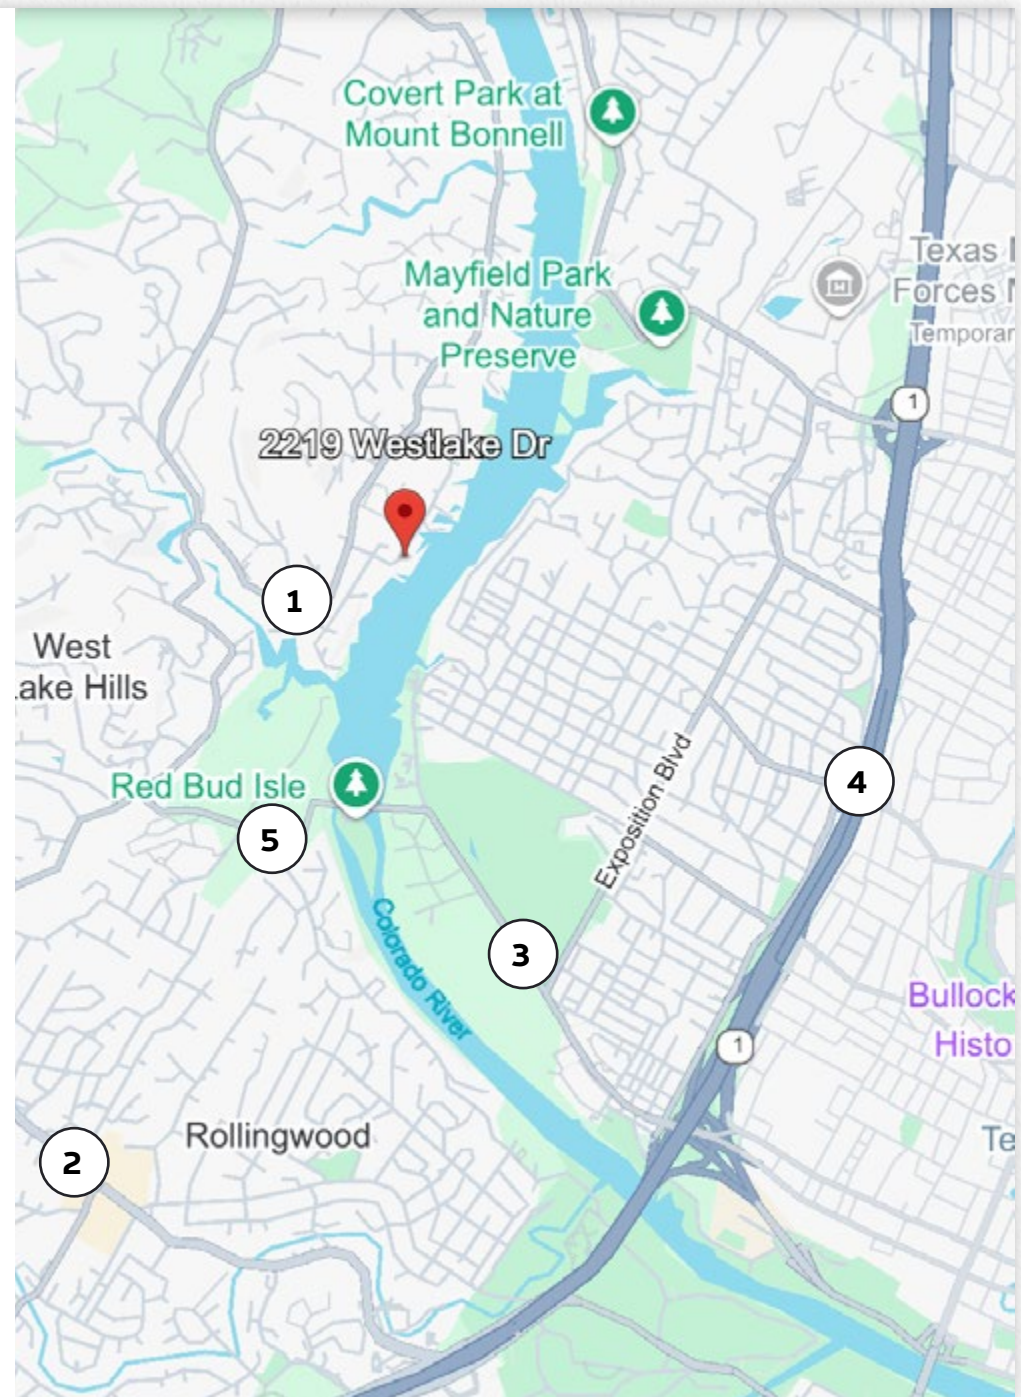 Covert Park at
Mount Bonnell
Texas
Forces
Temporar
Mayfield Park
and Nature
Preserve
1
2219 Westlake Dr
1
West
ake Hills
Exposition Blvd
4
Red Bud Isle
5
Colorado River
3
Bullock
Histo
1
Rollingwood
Te
2